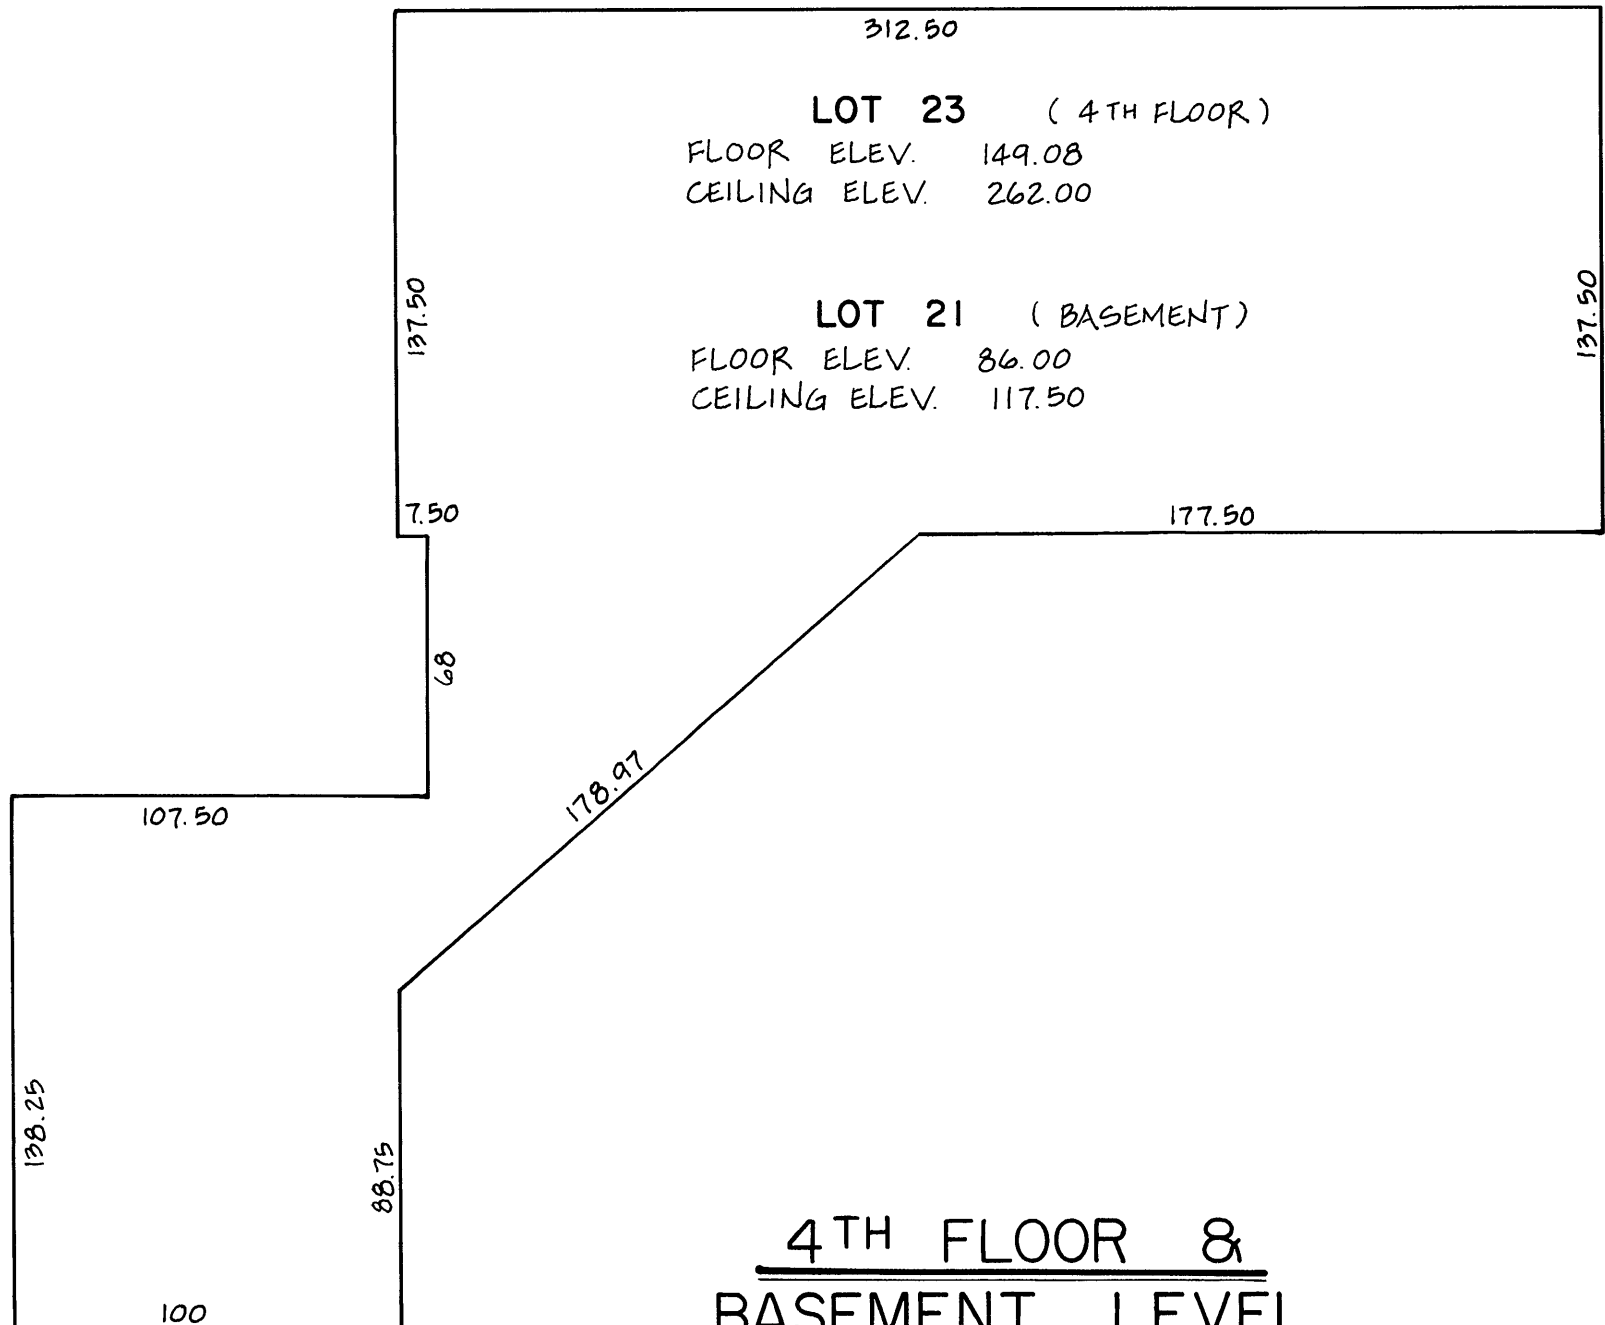 312.50
LOT 23 (4TH FLOOR)
FLOOR ELEV. 149.08
CEILING ELEV. 262.00
137.50
137.50
LOT 21 (BASEMENT)
FLOOR ELEV. 86.00
CEILING ELEV. 117.50
7.50
177.50
68
178.97
107.50
138.25
88.75
4TH FLOOR &
BASEMENT LEVEL
100